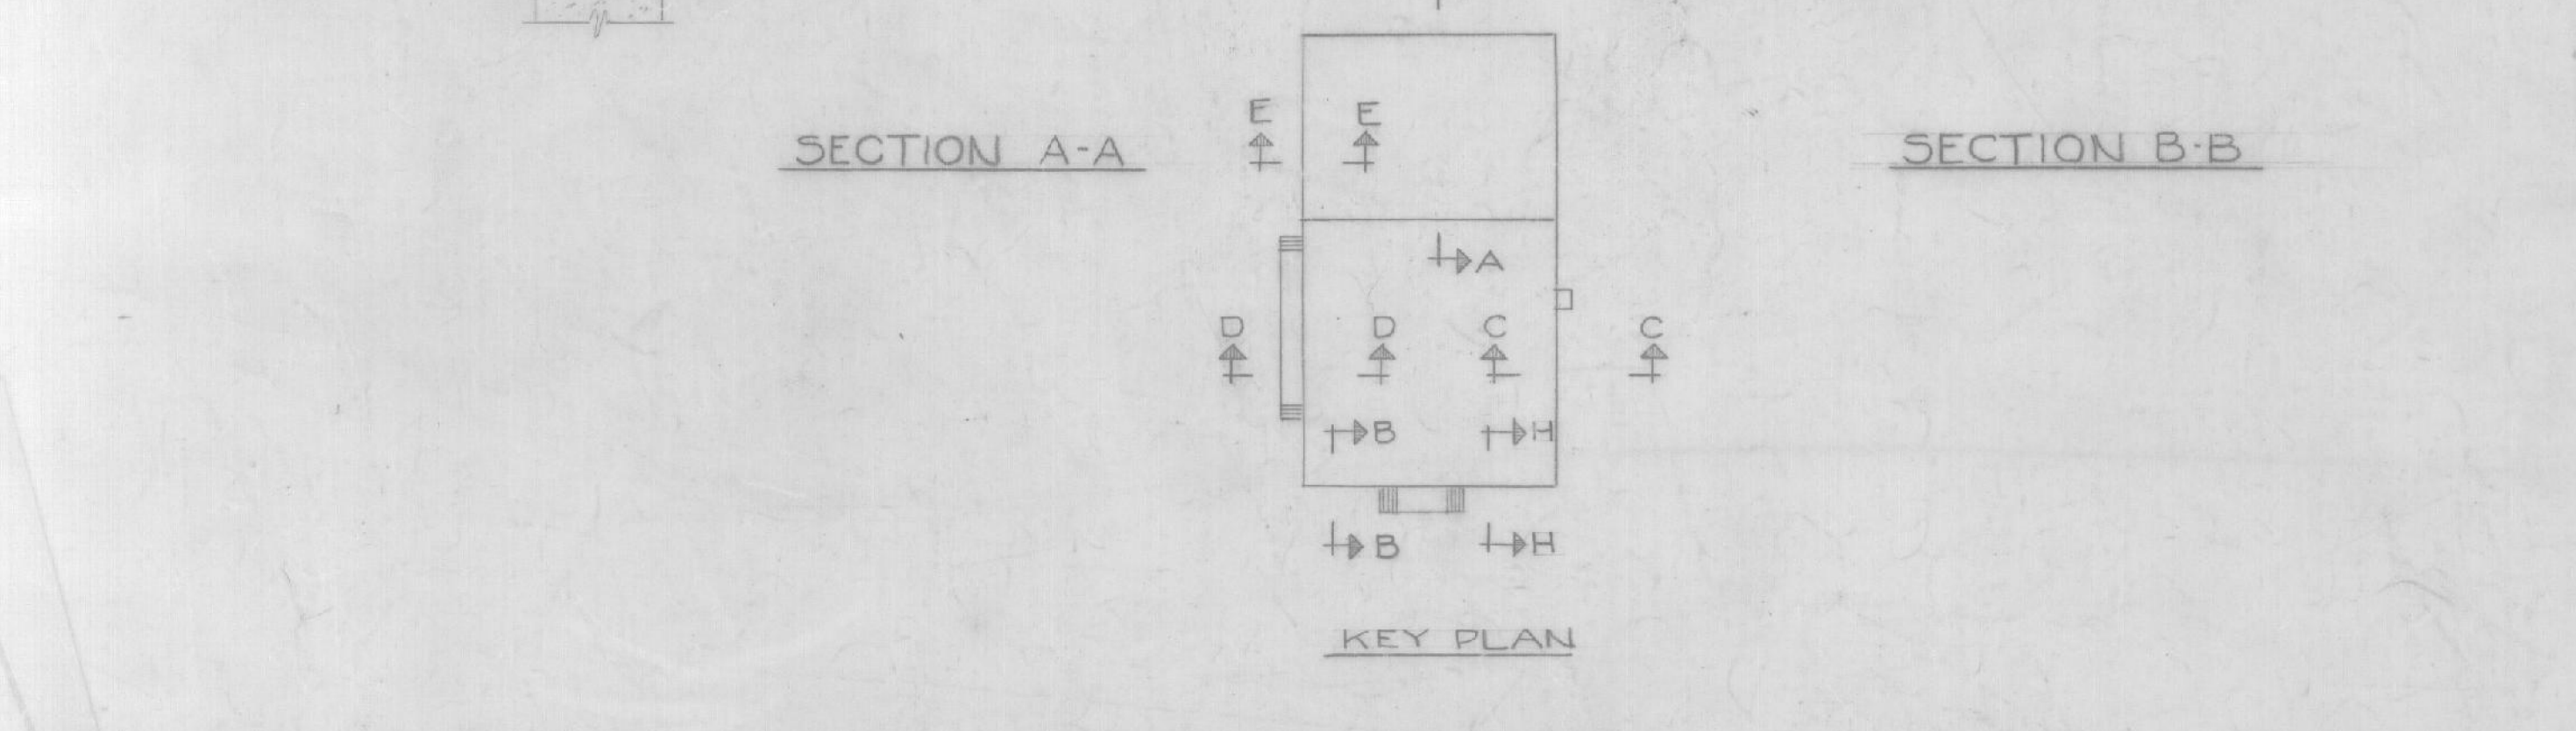 E E
SECTION A-A
SECTION B-B
A
D D C C
B H
B H
KEY PLAN